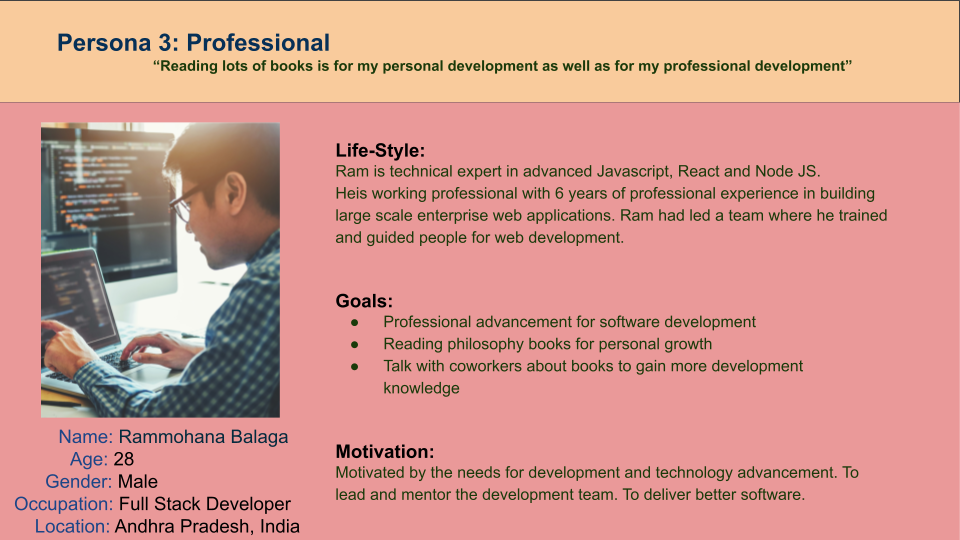 Persona 3: Professional
“Reading lots of books is for my personal development as well as for my professional development”
Life-Style:
Ram is technical expert in advanced Javascript, React and Node JS.
Heis working professional with 6 years of professional experience in building
large scale enterprise web applications. Ram had led a team where he trained
and guided people for web development.
Goals:
● Professional advancement for software development
● Reading philosophy books for personal growth
● Talk with coworkers about books to gain more development
knowledge
Motivation:
Motivated by the needs for development and technology advancement. To
lead and mentor the development team. To deliver better software.
Name: Rammohana Balaga
Age: 28
Gender: Male
Occupation: Full Stack Developer
Location: Andhra Pradesh, India